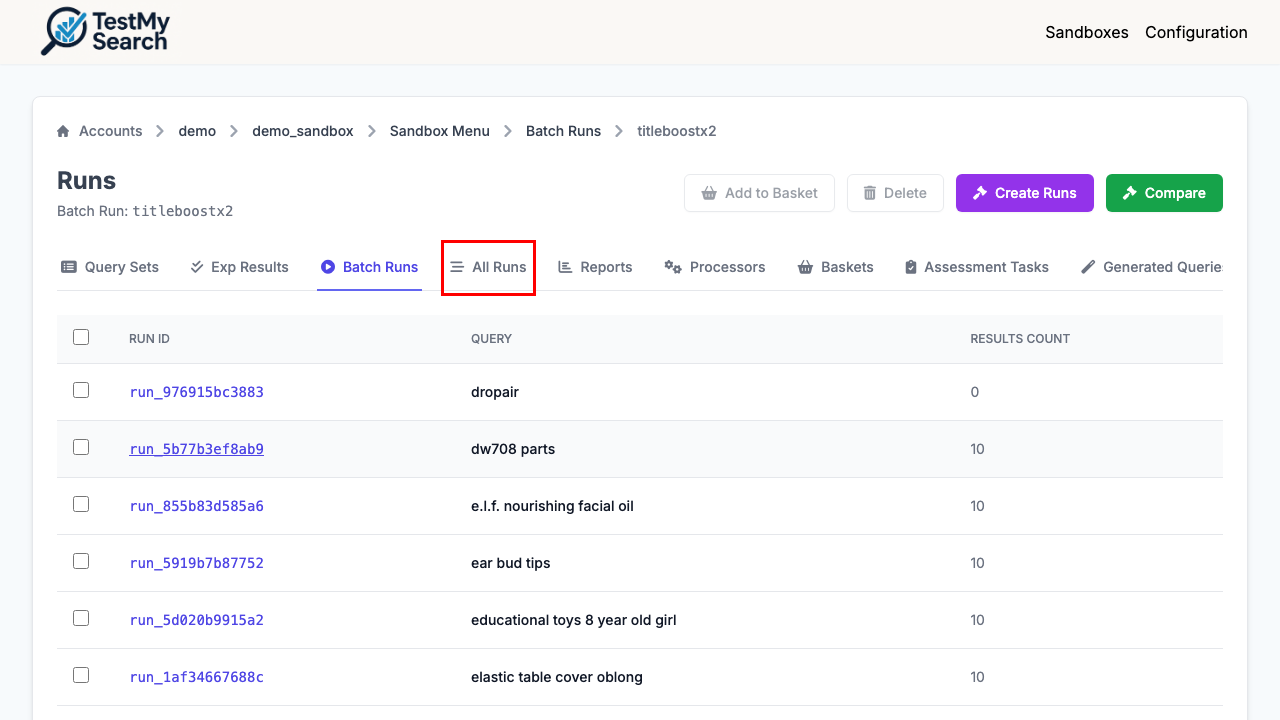 TestMy
Search
Sandboxes Configuration
Accounts demo demo_sandbox Sandbox Menu Batch Runs titleboostx2
Runs
Batch Run: titleboostx2
Add to Basket Delete Create Runs Compare
Query Sets Exp Results Batch Runs All Runs Reports Processors Baskets Assessment Tasks Generated Querie
RUN ID QUERY RESULTS COUNT
run_976915bc3883 dropair 0
run_5b77b3ef8ab9 dw708 parts 10
run_855b83d585a6 e.l.f. nourishing facial oil 10
run_5919b7b87752 ear bud tips 10
run_5d020b9915a2 educational toys 8 year old girl 10
run_1af34667688c elastic table cover oblong 10